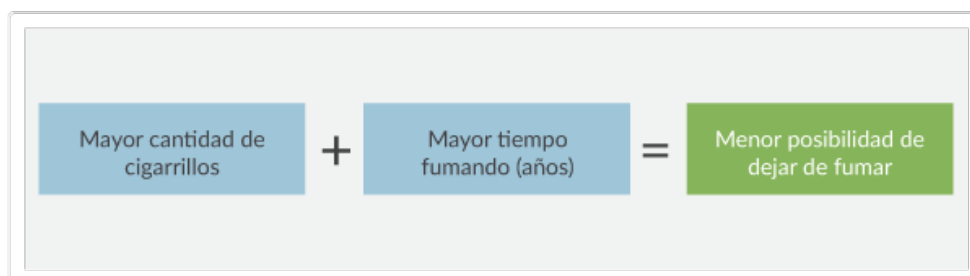 Mayor cantidad de
cigarrillos
+
Mayor tiempo
fumando (años)
=
Menor posibilidad de
dejar de fumar